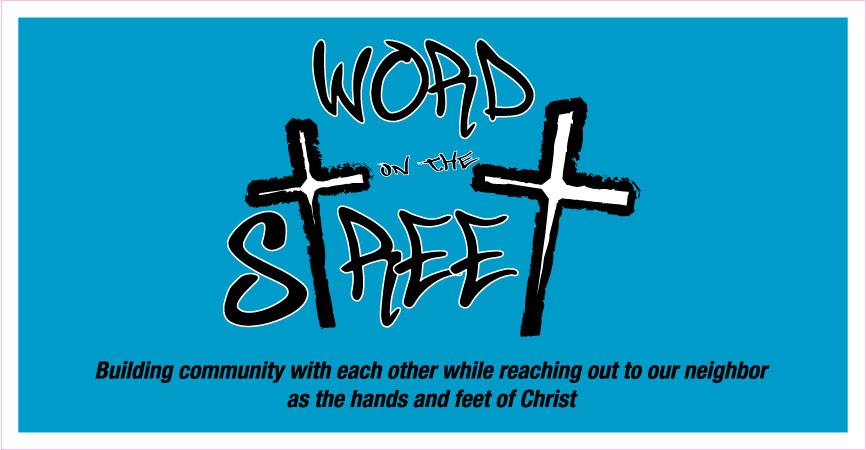 WORD
ON THE
STREET
Building community with each other while reaching out to our neighbor
as the hands and feet of Christ